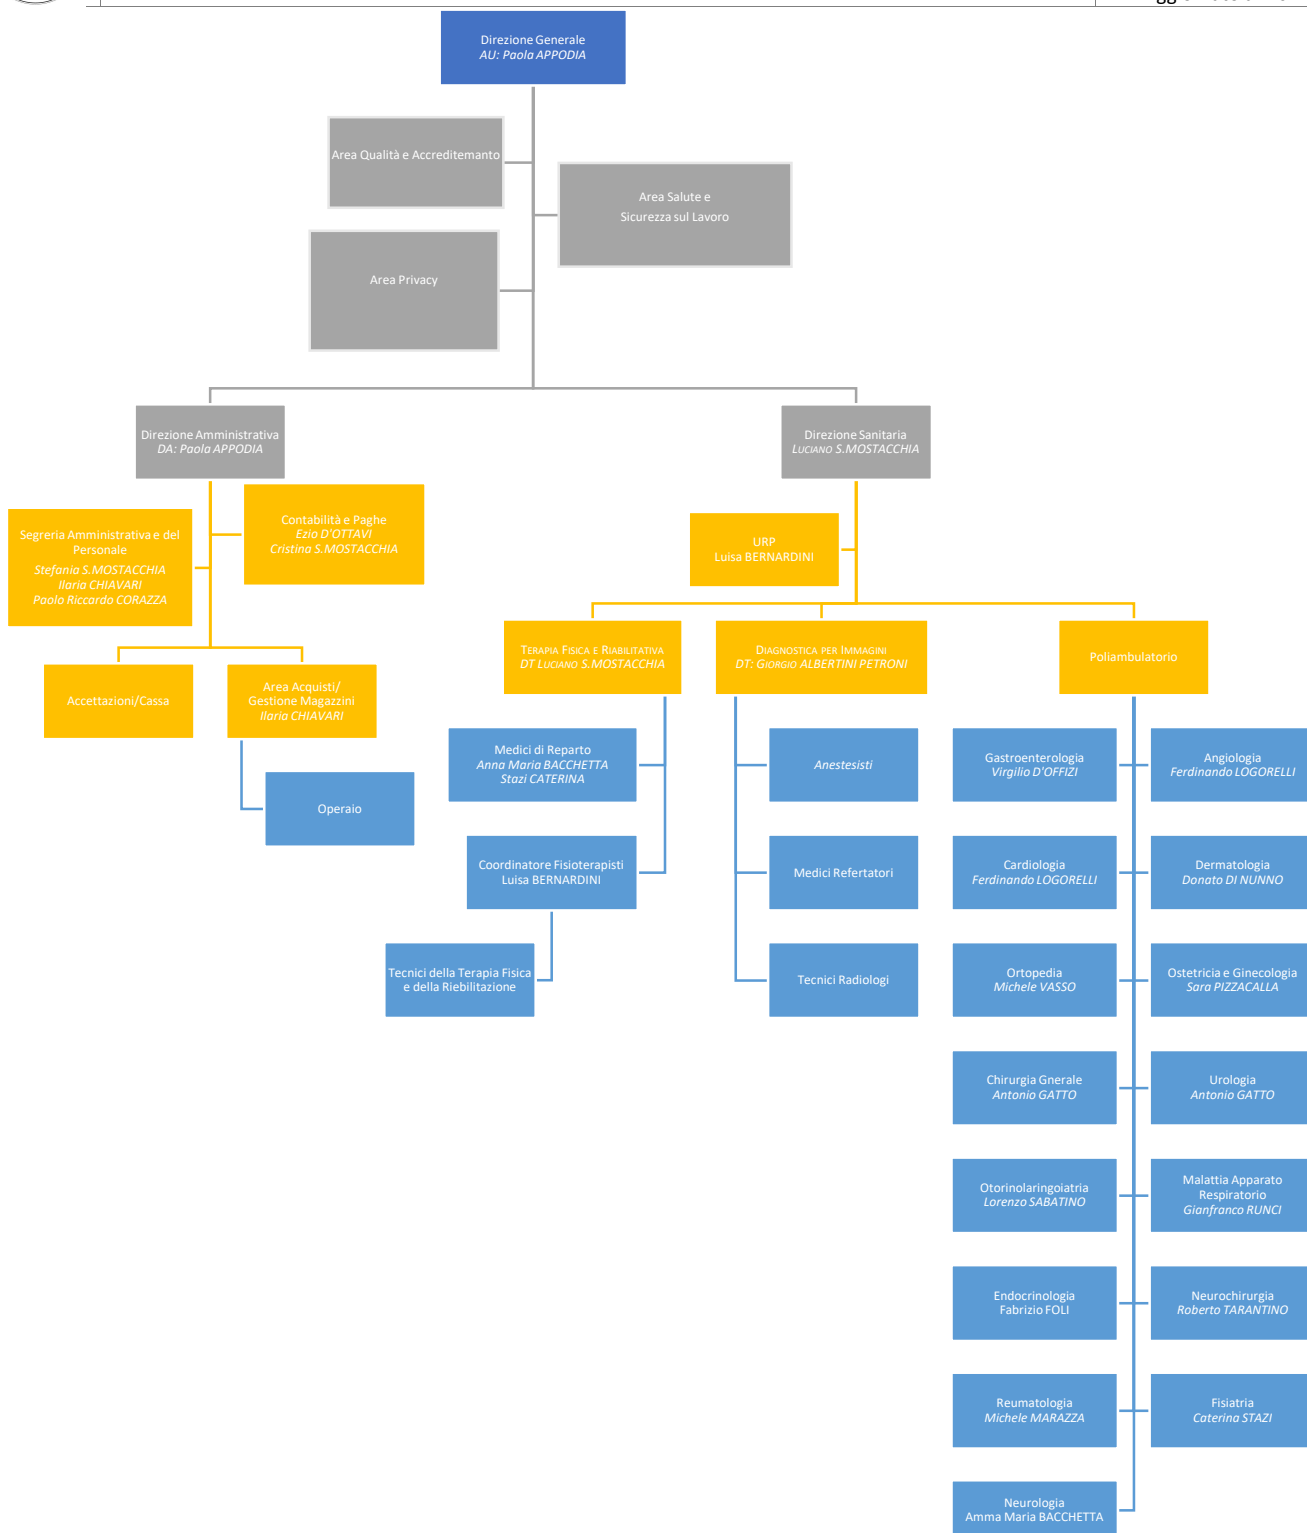 Direzione Generale
AU: Paola APPODIA
Area Qualità e Accreditemanto
Area Salute e
Sicurezza sul Lavoro
Area Privacy
Direzione Amministrativa
DA: Paola APPODIA
Direzione Sanitaria
LUCIANO S.MOSTACCHIA
Segreria Amministrativa e del
Personale
Stefania S.MOSTACCHIA
Ilaria CHIAVARI
Paolo Riccardo CORAZZA
Contabilità e Paghe
Ezio D'OTTAVI
Cristina S.MOSTACCHIA
URP
Luisa BERNARDINI
Accettazioni/Cassa
Area Acquisti/
Gestione Magazzini
Ilaria CHIAVARI
Operaio
TERAPIA FISICA E RIABILITATIVA
DT LUCIANO S.MOSTACCHIA
DIAGNOSTICA PER IMMAGINI
DT: GIORGIO ALBERTINI PETRONI
Poliambulatorio
Medici di Reparto
Anna Maria BACCHETTA
Stazi CATERINA
Coordinatore Fisioterapisti
Luisa BERNARDINI
Tecnici della Terapia Fisica
e della Riebilitazione
Anestesisti
Medici Refertatori
Tecnici Radiologi
Gastroenterologia
Virgilio D'OFFIZI
Angiologia
Ferdinando LOGORELLI
Cardiologia
Ferdinando LOGORELLI
Dermatologia
Donato DI NUNNO
Ortopedia
Michele VASSO
Ostetricia e Ginecologia
Sara PIZZACALLA
Chirurgia Gnerale
Antonio GATTO
Urologia
Antonio GATTO
Otorinolaringoiatria
Lorenzo SABATINO
Malattia Apparato
Respiratorio
Gianfranco RUNCI
Endocrinologia
Fabrizio FOLI
Neurochirurgia
Roberto TARANTINO
Reumatologia
Michele MARAZZA
Fisiatria
Caterina STAZI
Neurologia
Amma Maria BACCHETTA